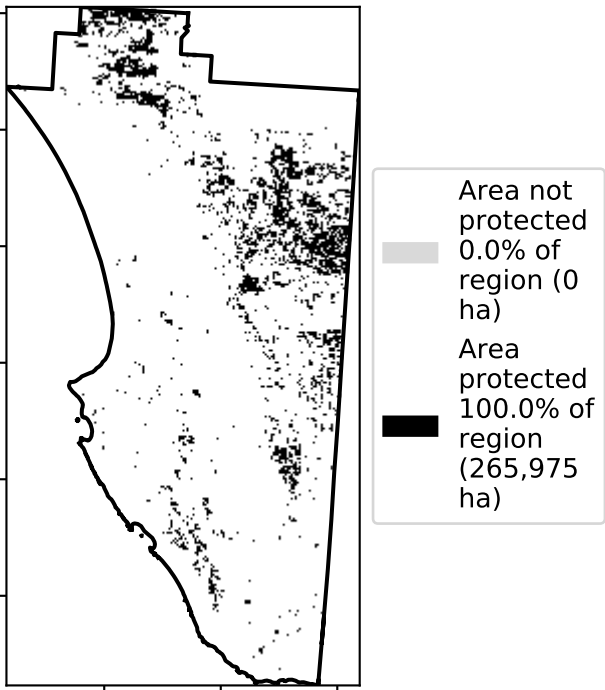 Area not
protected
0.0% of
region (0
ha)
Area
protected
100.0% of
region
(265,975
ha)